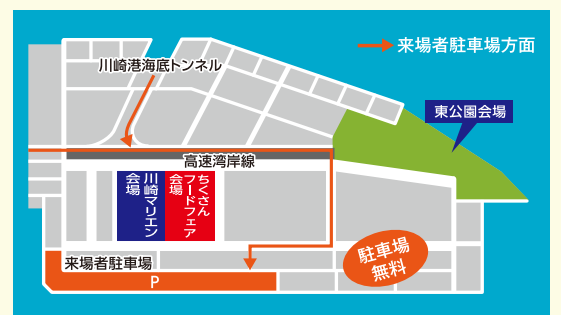 来場者駐車場方面
川崎港海底トンネル
東公園会場
高速湾岸線
川崎マリエン
会場
ちくさん
フードフェア
会場
駐車場
無料
来場者駐車場
P